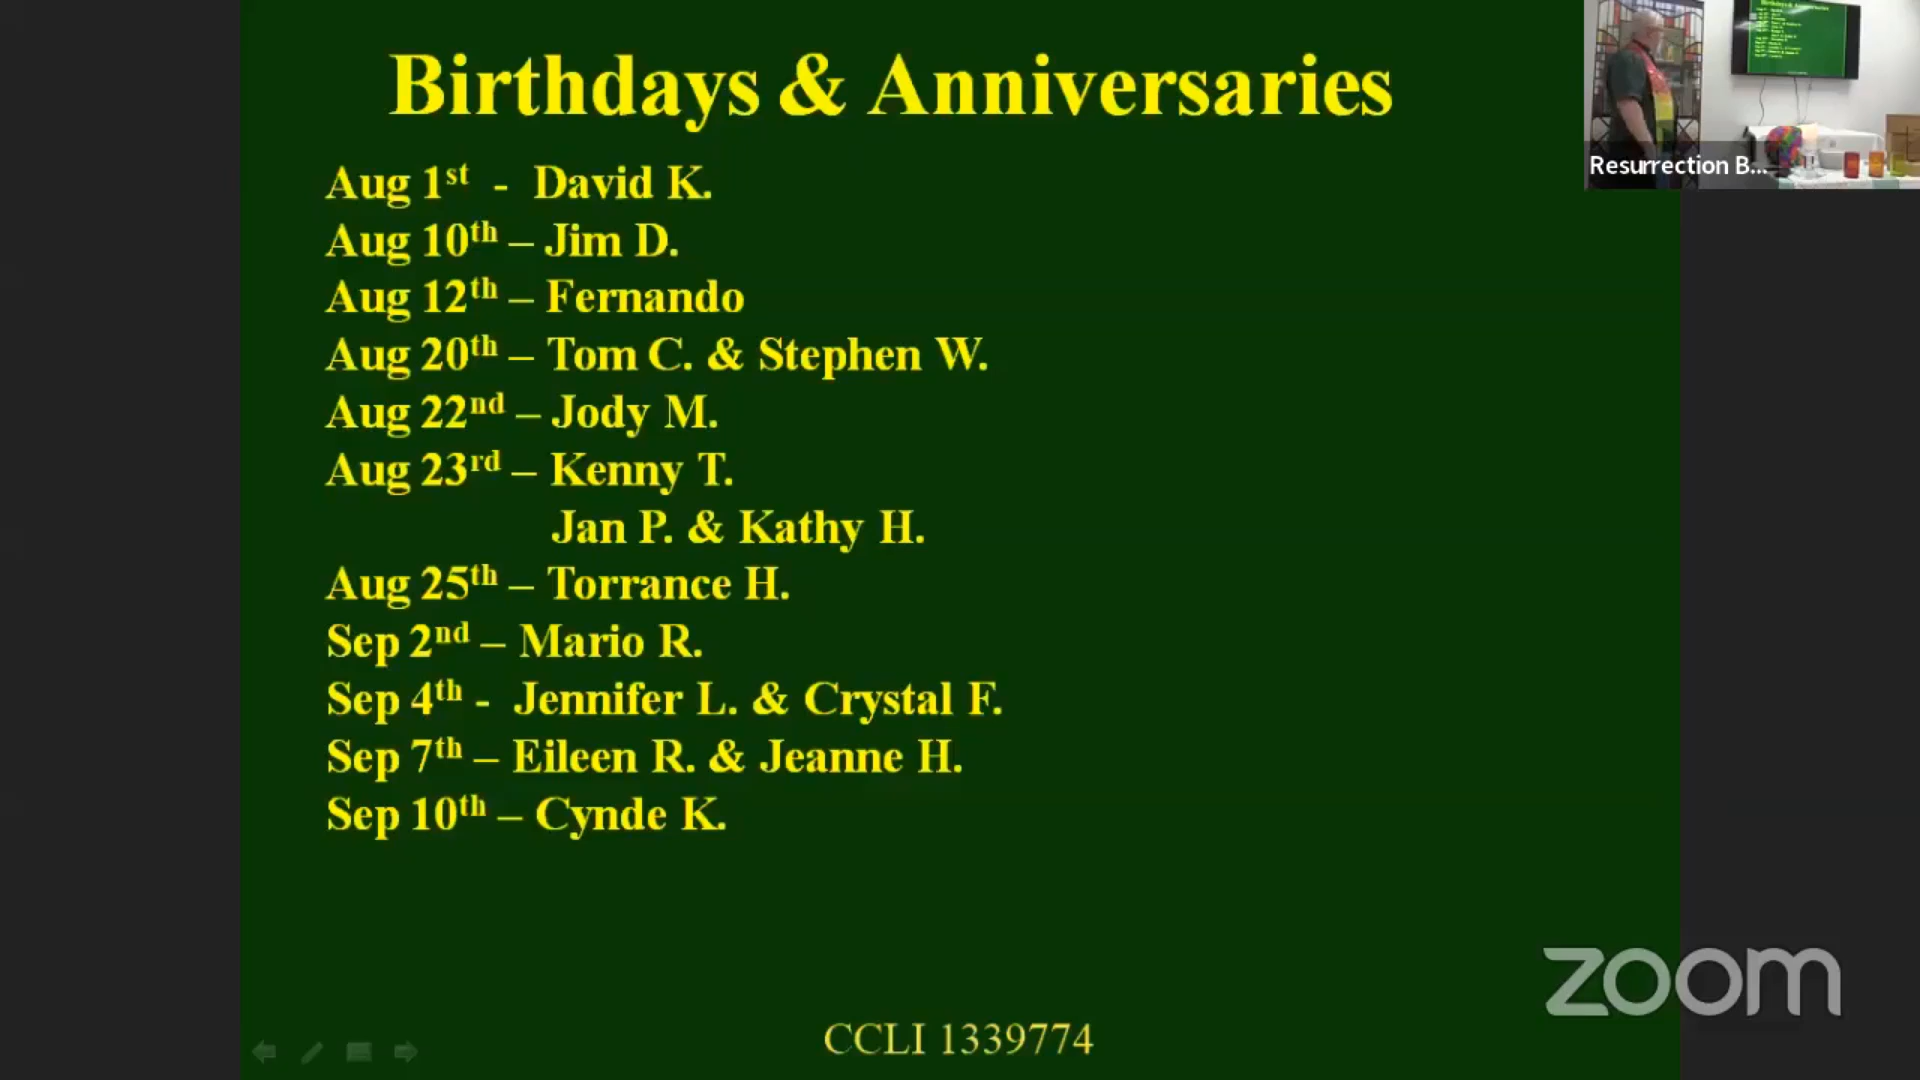 Birthdays & Anniversaries
Aug 1st - David K.
Aug 10th – Jim D.
Aug 12th – Fernando
Aug 20th – Tom C. & Stephen W.
Aug 22nd – Jody M.
Aug 23rd – Kenny T.
Jan P. & Kathy H.
Aug 25th – Torrance H.
Sep 2nd – Mario R.
Sep 4th - Jennifer L. & Crystal F.
Sep 7th – Eileen R. & Jeanne H.
Sep 10th – Cynde K.
CCLI 1339774
Resurrection B...
zoom